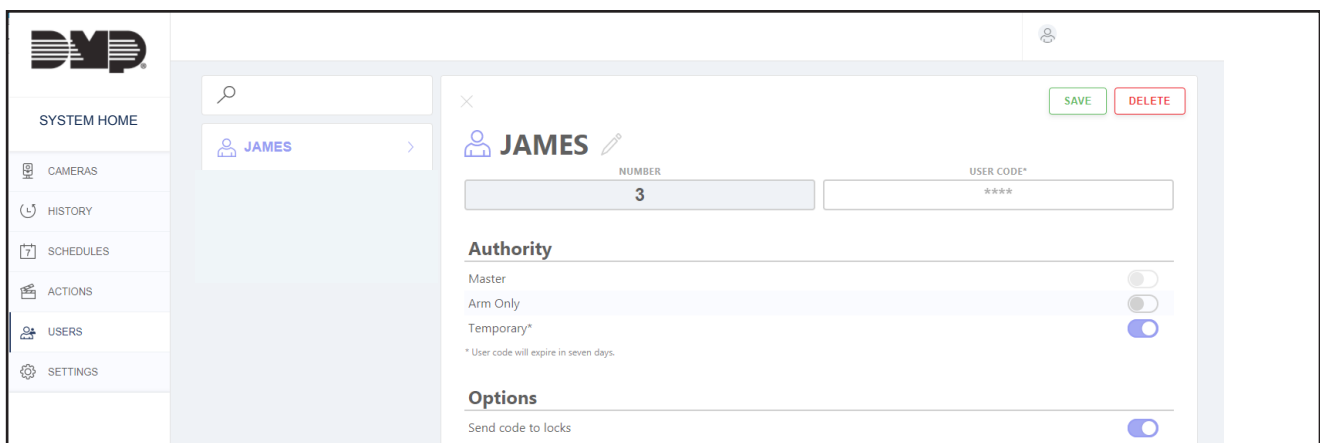 DMP
SYSTEM HOME
CAMERAS
HISTORY
7 SCHEDULES
ACTIONS
USERS
SETTINGS
JAMES
SAVE
DELETE
JAMES
NUMBER
USER CODE*
3
****
Authority
Master
Arm Only
Temporary*
* User code will expire in seven days.
Options
Send code to locks